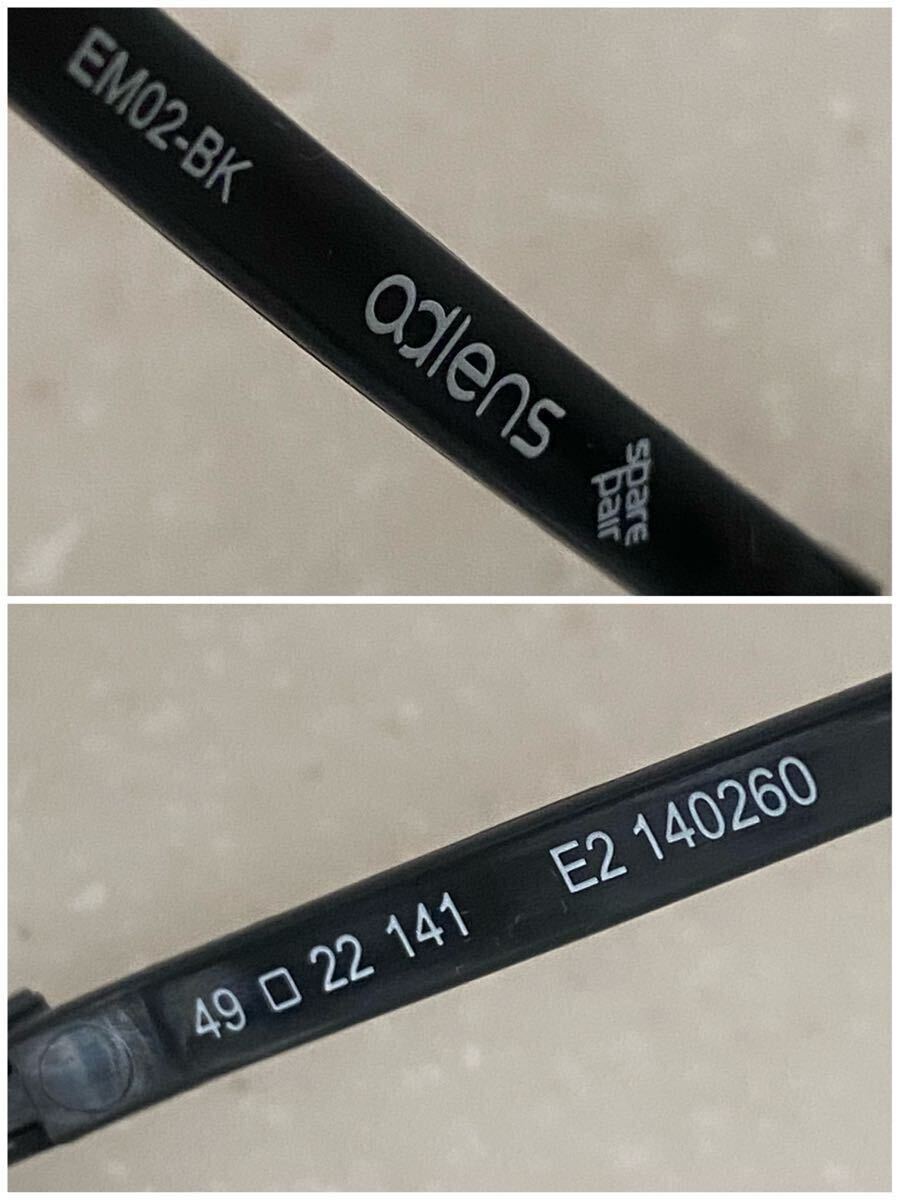 EM02-BK
adlens
spare
pair
49 □ 22 141 E2 140260